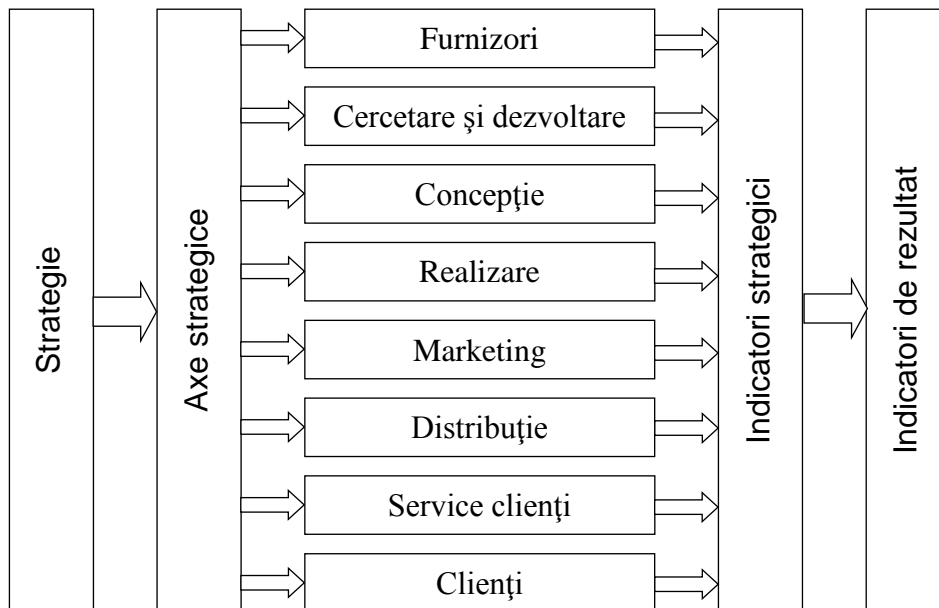 Strategie
Axe strategice
Furnizori
Cercetare şi dezvoltare
Concepţie
Realizare
Marketing
Distribuţie
Service clienţi
Clienţi
Indicatori strategici
Indicatori de rezultat